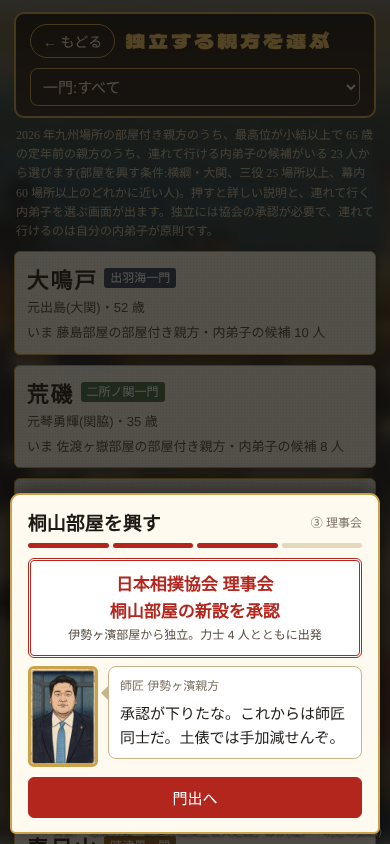 ← もどる
独立する親方を選ぶ
一門:すべて
2026 年九州場所の部屋付き親方のうち、最高位が小結以上で 65 歳
の定年前の親方のうち、連れて行ける内弟子の候補がいる 23 人か
ら選びます(部屋を興す条件:横綱・大関、三役 25 場所以上、幕内
60 場所以上のどれかに近い人)。押すと詳しい説明と、連れて行く
内弟子を選ぶ画面が出ます。独立には協会の承認が必要で、連れて
行けるのは自分の内弟子が原則です。
大鳴戸 出羽海一門
元出島(大関)・52 歳
いま 藤島部屋の部屋付き親方・内弟子の候補 10 人
荒磯 二所ノ関一門
元琴勇輝(関脇)・35 歳
いま 佐渡ヶ嶽部屋の部屋付き親方・内弟子の候補 8 人
桐山部屋を興す
③ 理事会
日本相撲協会 理事会
桐山部屋の新設を承認
伊勢ヶ濱部屋から独立。力士 4 人とともに出発
師匠 伊勢ヶ濱親方
承認が下りたな。これからは師匠
同士だ。土俵では手加減せんぞ。
門出へ